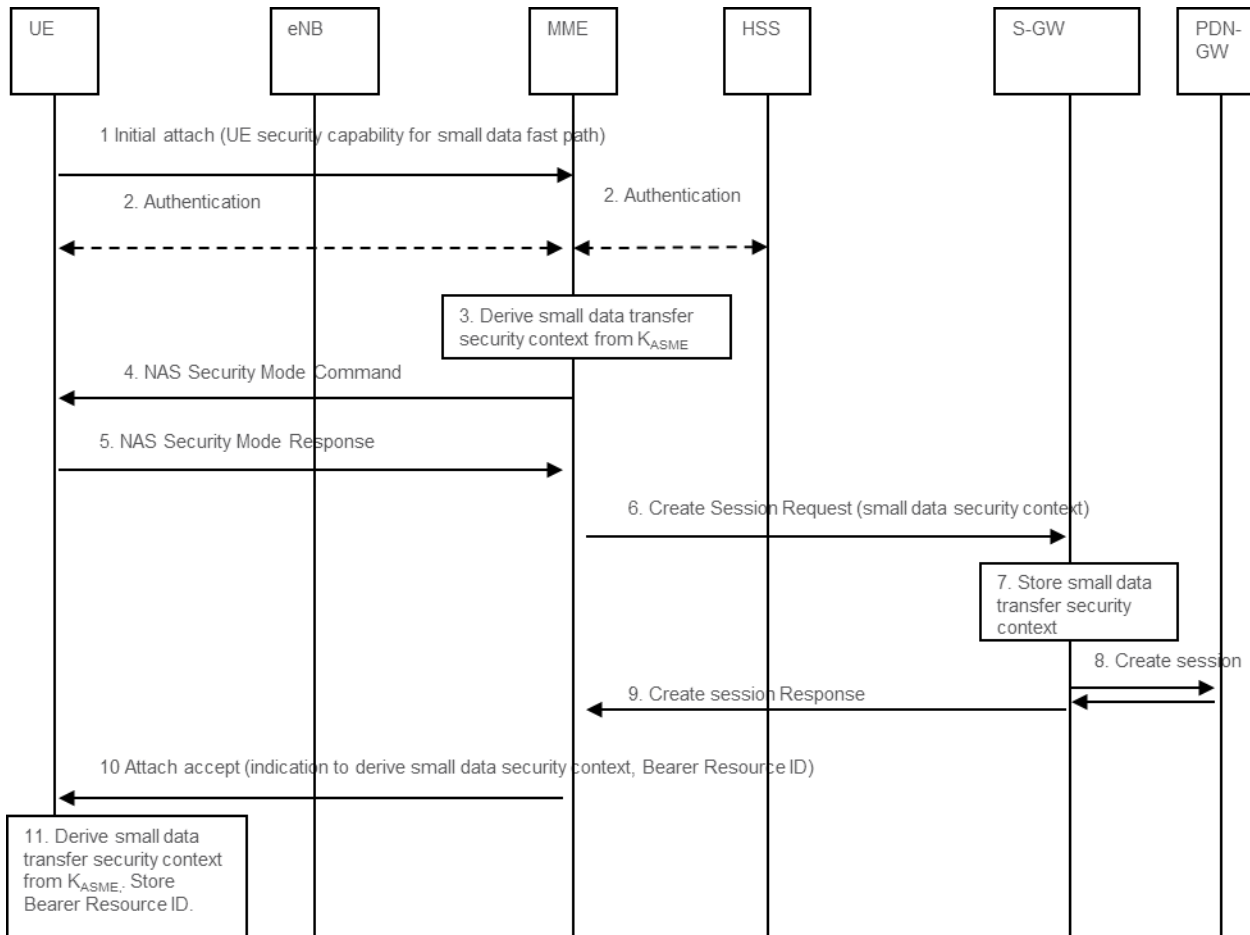 UE
eNB
MME
HSS
S-GW
PDN-
GW
1 Initial attach (UE security capability for small data fast path)
2. Authentication
2. Authentication
3. Derive small data transfer
security context from KASME
4. NAS Security Mode Command
5. NAS Security Mode Response
6. Create Session Request (small data security context)
7. Store small data
transfer security
context
8. Create session
9. Create session Response
10 Attach accept (indication to derive small data security context, Bearer Resource ID)
11. Derive small data
transfer security context
from KASME,. Store
Bearer Resource ID.